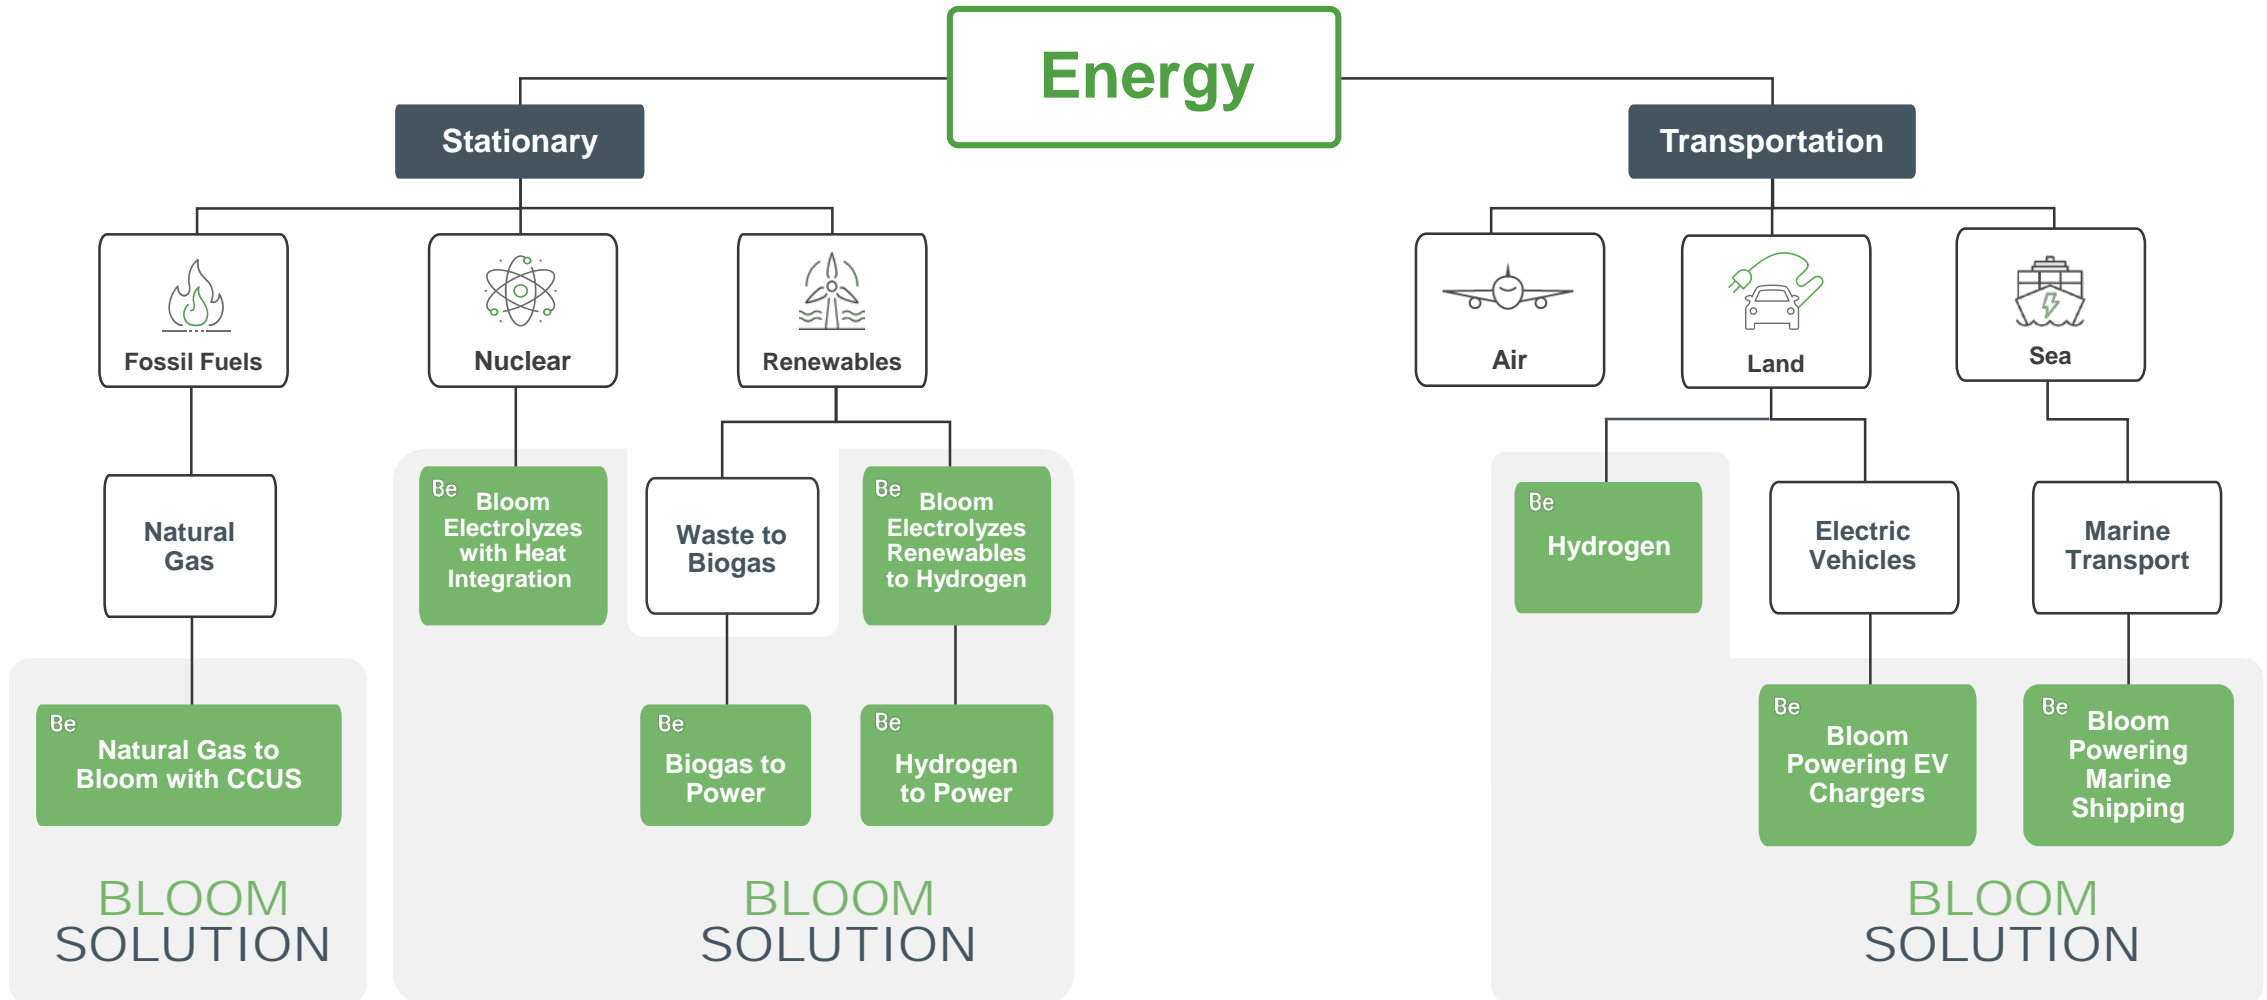 Energy
Stationary
Transportation
Fossil Fuels
Nuclear
Renewables
Air
Land
Sea
Natural
Gas
Be
Bloom
Electrolyzes
with Heat
Integration
Waste to
Biogas
Be
Bloom
Electrolyzes
Renewables
to Hydrogen
Be
Hydrogen
Electric
Vehicles
Marine
Transport
Be
Natural Gas to
Bloom with CCUS
Be
Biogas to
Power
Be
Hydrogen
to Power
Be
Bloom
Powering EV
Chargers
Be
Bloom
Powering
Marine
Shipping
BLOOM
SOLUTION
BLOOM
SOLUTION
BLOOM
SOLUTION